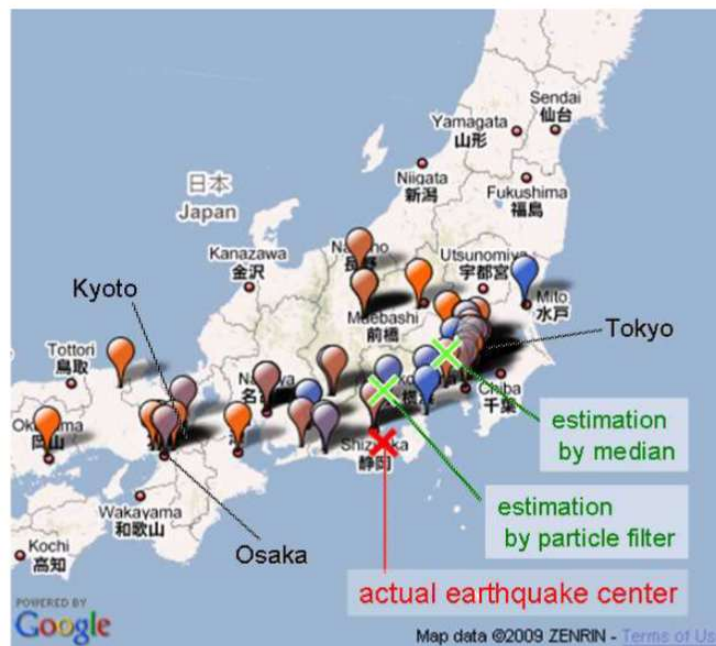 Sendai
仙台
Yamagata
山形
Niigata
新潟
Fukushima
福島
日本
Japan
Kanazawa
金沢
Utsunomiya
宇都宮
Kyoto
Mito
水戸
Maebashi
前橋
Tokyo
Tottori
鳥取
Chiba
千葉
estimation
by median
静岡
estimation
by particle filter
Wakayama
和歌山
Osaka
Kochi
高知
actual earthquake center
POWERED BY
Google
Map data ©2009 ZENRIN - Terms of Us